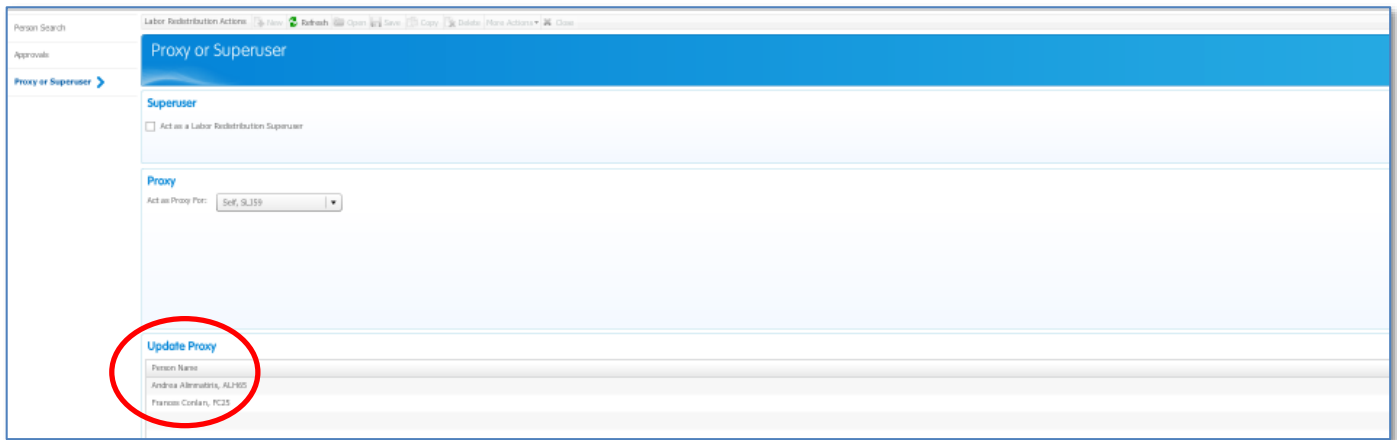 Labor Redistribution Actions New Refresh Open Save Copy Delete More Actions Close
Person Search
Approvals
Proxy or Superuser
Proxy or Superuser
Superuser
Act as a Labor Redistribution Superuser
Proxy
Act as Proxy For: Self, SLJ59
Update Proxy
Person Name
Andrea ALH65
Frances Conlan, FC25